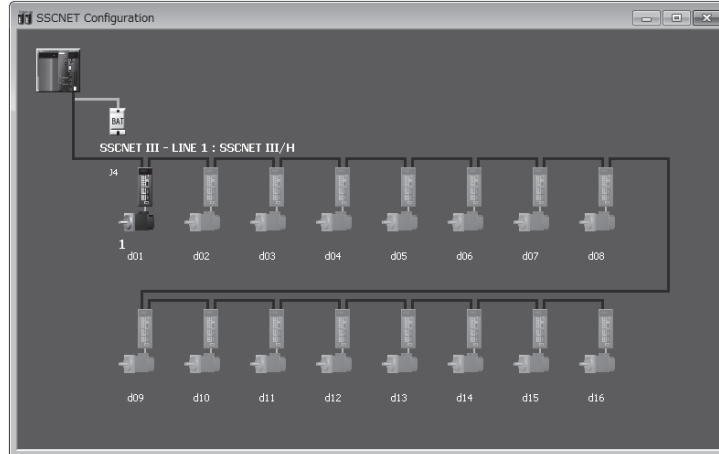 SSCNET Configuration
BAT
SSCNET III - LINE 1 : SSCNET III/H
J4
1
d01 d02 d03 d04 d05 d06 d07 d08
d09 d10 d11 d12 d13 d14 d15 d16